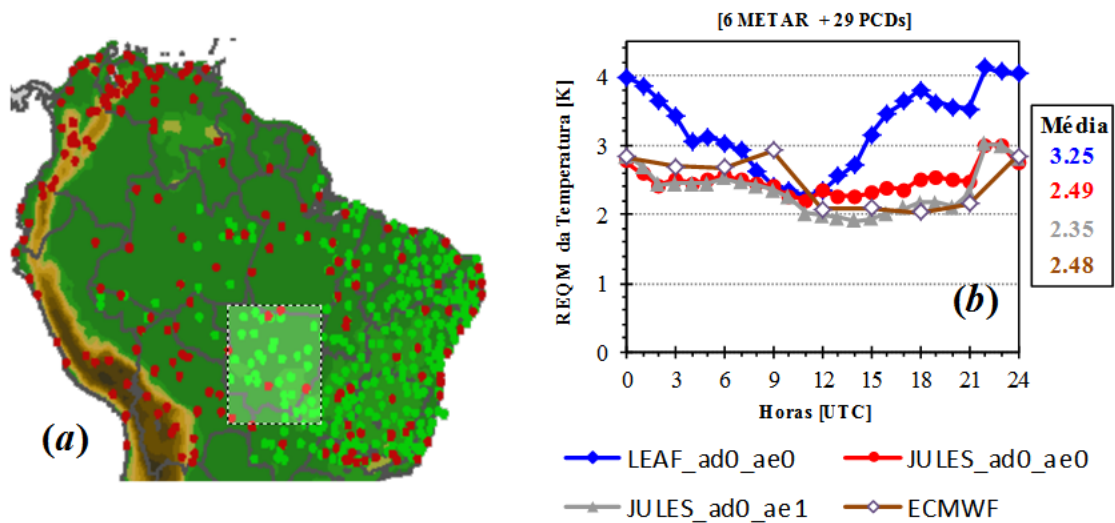 [6 METAR + 29 PCDs]
REQM da Temperatura [K]
4
3
2
1
0
0 3 6 9 12 15 18 21 24
Horas [UTC]
(a)
(b)
Média
3.25
2.49
2.35
2.48
LEAF_ad0_ae0 JULES_ad0_ae0
JULES_ad0_ae1 ECMWF